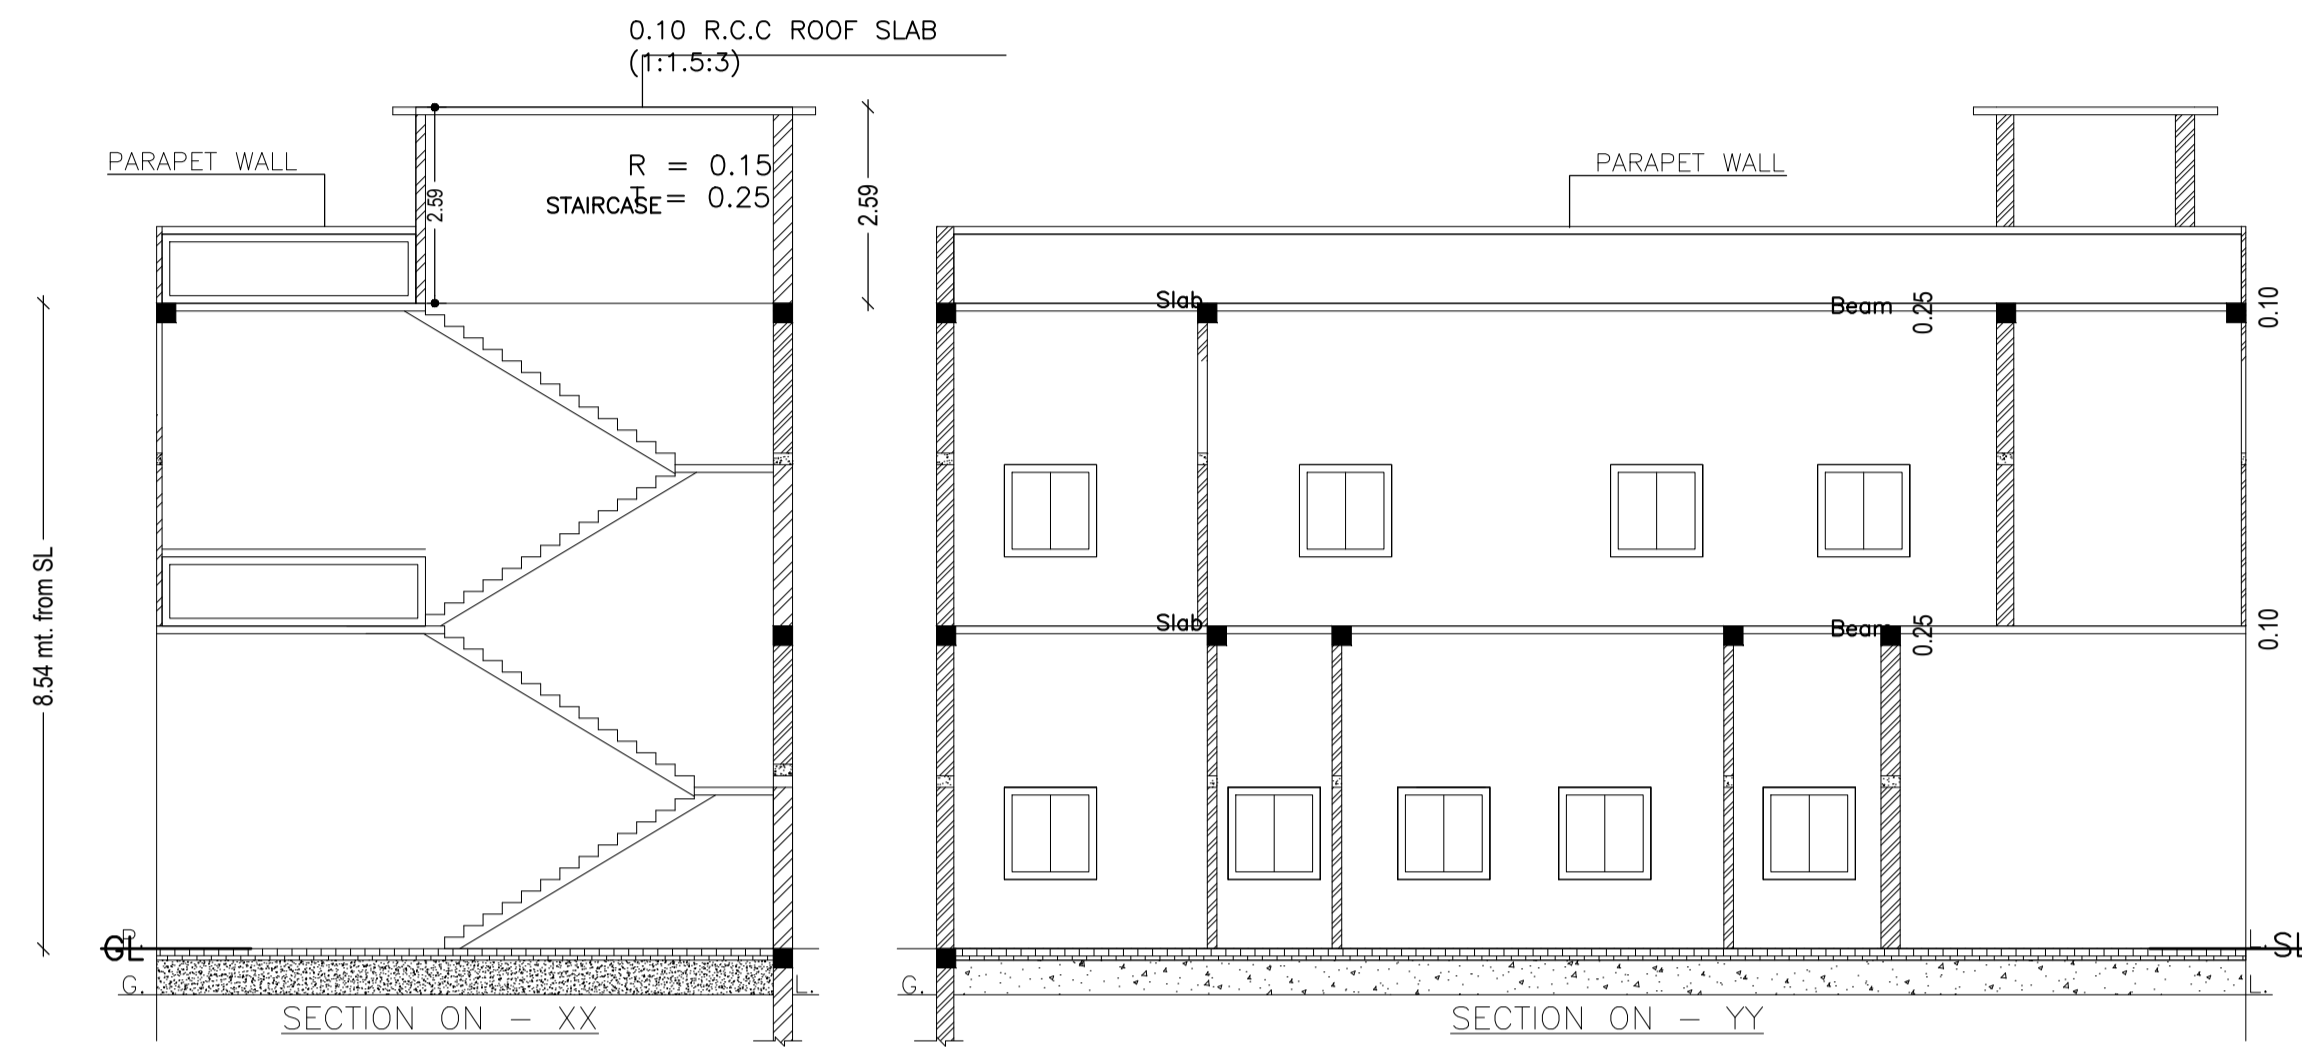 0.10 R.C.C ROOF SLAB
(1:1.5:3)
PARAPET WALL
R = 0.15
T = 0.25
STAIRCASE
2.59
2.59
PARAPET WALL
Slab
Beam
0.25
0.10
8.54 mt. from SL
Slab
Beam
0.25
0.10
P.
GL
L.
SL
G.
L.
G.
L.
SECTION ON - XX
SECTION ON - YY